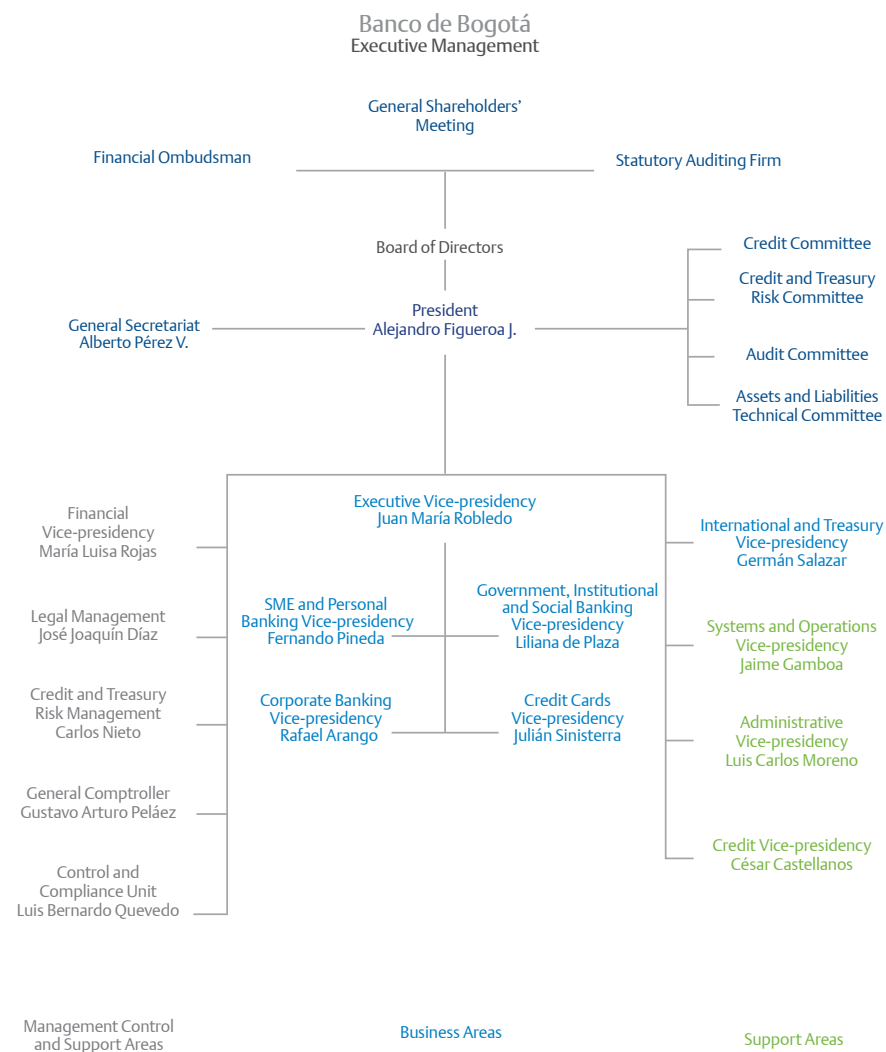 Banco de Bogotá
Executive Management
General Shareholders’
Meeting
Financial Ombudsman
Statutory Auditing Firm
Board of Directors
Credit Committee
Credit and Treasury
Risk Committee
President
Alejandro Figueroa J.
General Secretariat
Alberto Pérez V.
Audit Committee
Assets and Liabilities
Technical Committee
Executive Vice-presidency
Juan María Robledo
Financial
Vice-presidency
María Luisa Rojas
International and Treasury
Vice-presidency
Germán Salazar
SME and Personal
Banking Vice-presidency
Fernando Pineda
Government, Institutional
and Social Banking
Vice-presidency
Liliana de Plaza
Legal Management
José Joaquín Díaz
Systems and Operations
Vice-presidency
Jaime Gamboa
Credit and Treasury
Risk Management
Carlos Nieto
Corporate Banking
Vice-presidency
Rafael Arango
Credit Cards
Vice-presidency
Julián Sinisterra
Administrative
Vice-presidency
Luis Carlos Moreno
General Comptroller
Gustavo Arturo Peláez
Credit Vice-presidency
César Castellanos
Control and
Compliance Unit
Luis Bernardo Quevedo
Management Control
and Support Areas
Business Areas
Support Areas